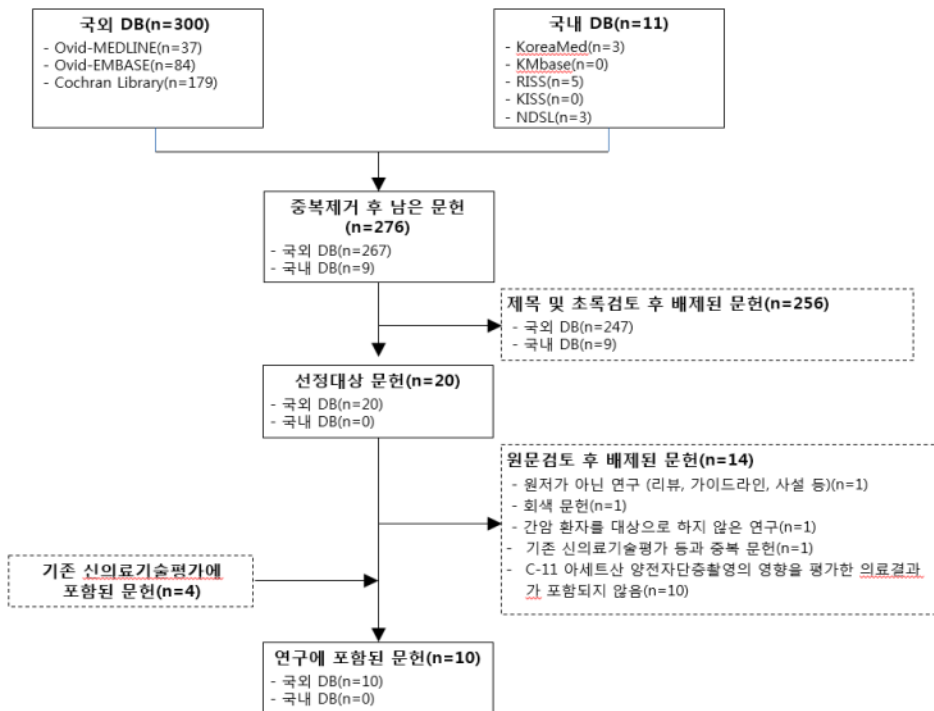 국외 DB(n=300)
- Ovid-MEDLINE(n=37)
- Ovid-EMBASE(n=84)
- Cochran Library(n=179)
국내 DB(n=11)
- KoreaMed(n=3)
- KMbase(n=0)
- RISS(n=5)
- KISS(n=0)
- NDSL(n=3)
중복제거 후 남은 문헌
(n=276)
- 국외 DB(n=267)
- 국내 DB(n=9)
제목 및 초록검토 후 배제된 문헌(n=256)
- 국외 DB(n=247)
- 국내 DB(n=9)
선정대상 문헌(n=20)
- 국외 DB(n=20)
- 국내 DB(n=0)
원문검토 후 배제된 문헌(n=14)
- 원저가 아닌 연구 (리뷰, 가이드라인, 사설 등)(n=1)
- 회색 문헌(n=1)
- 간암 환자를 대상으로 하지 않은 연구(n=1)
- 기존 신의료기술평가 등과 중복 문헌(n=1)
- C-11 아세트산 양전자단층촬영의 영향을 평가한 의료결과
가 포함되지 않음(n=10)
기존 신의료기술평가에
포함된 문헌(n=4)
연구에 포함된 문헌(n=10)
- 국외 DB(n=10)
- 국내 DB(n=0)